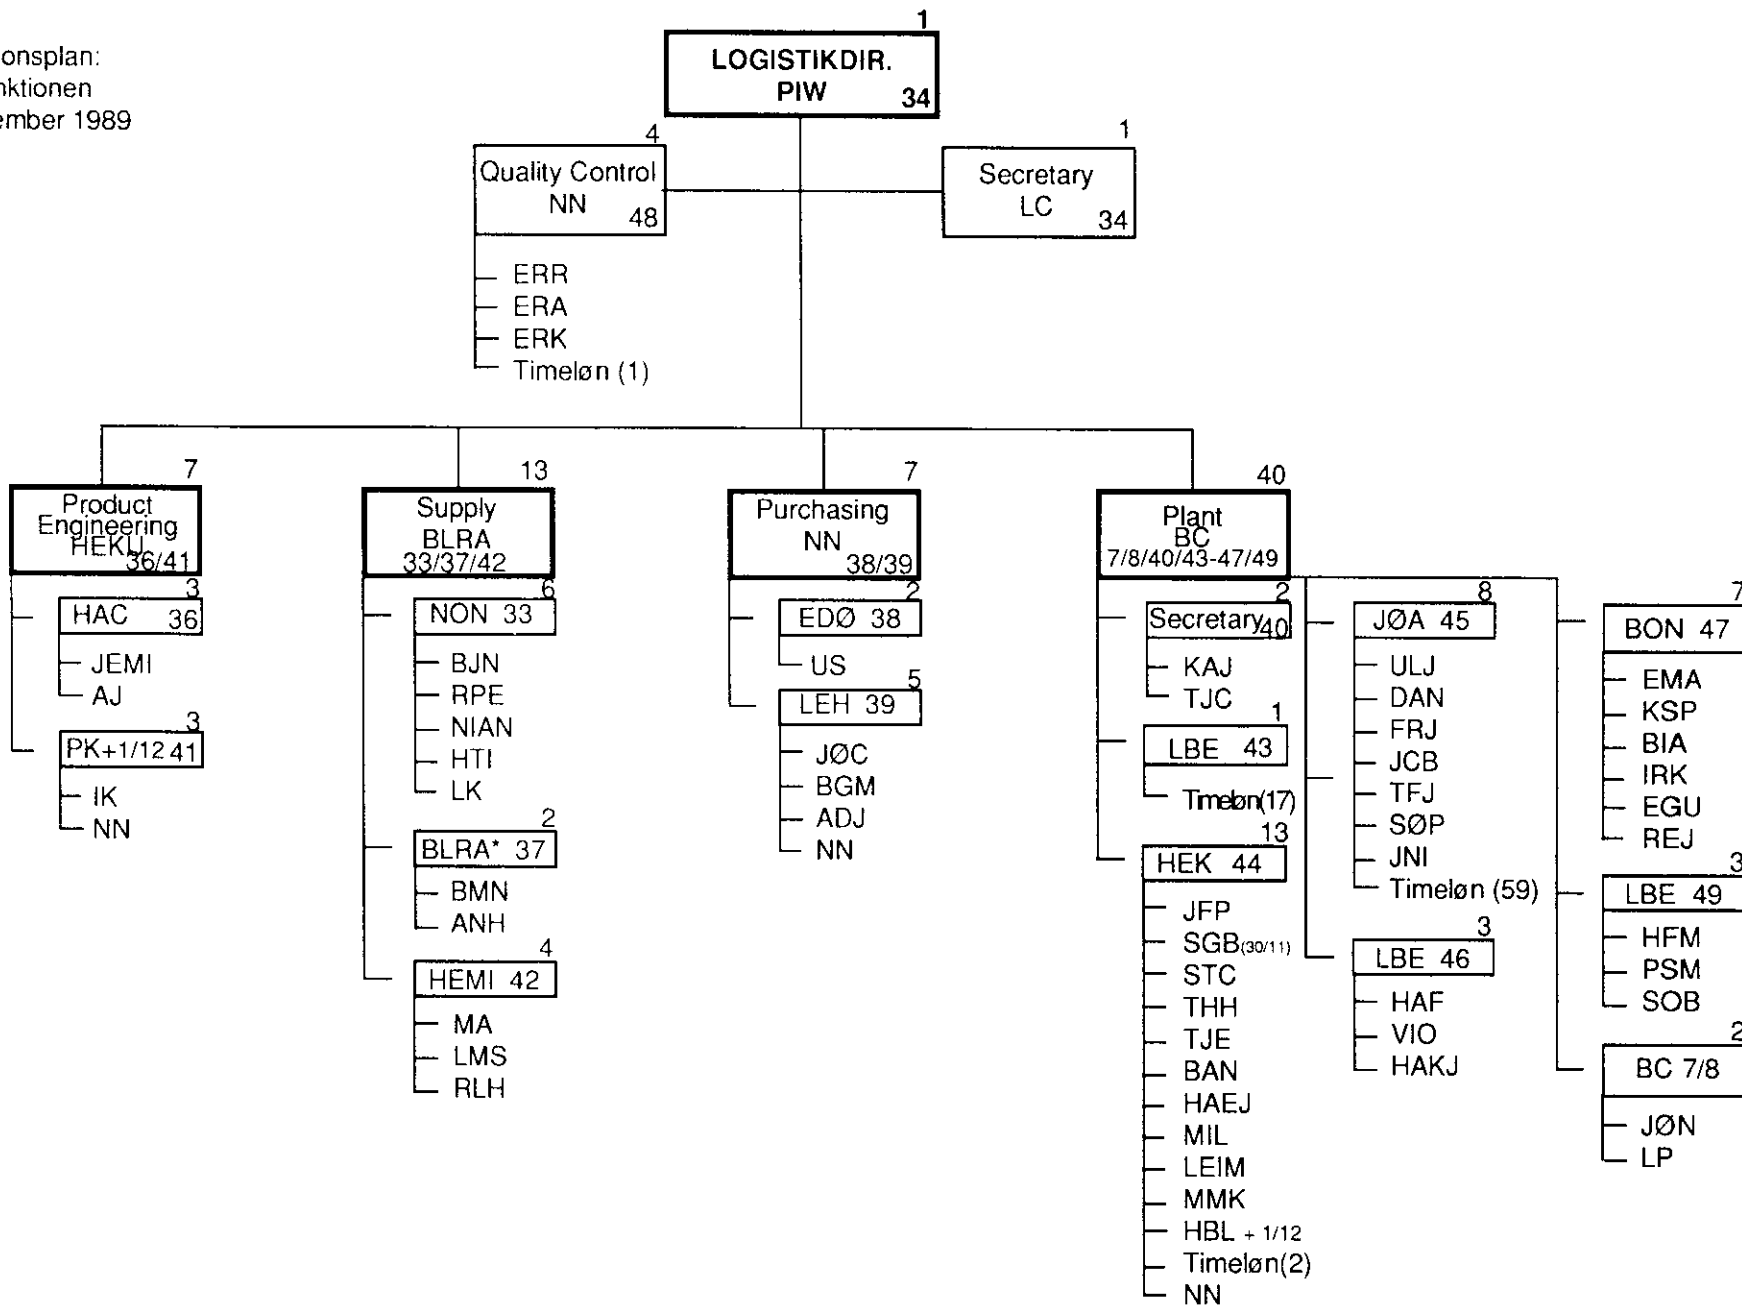 onsplan:
nktionen
ember 1989
1
LOGISTIKDIR.
PIW 34
4
Quality Control
NN
48
ERR
ERA
ERK
Timeløn (1)
1
Secretary
LC
34
7
Product
Engineering
HEKU
36/41
3
HAC 36
JEMI
AJ
3
PK+1/12 41
IK
NN
13
Supply
BLRA
33/37/42
6
NON 33
BJN
RPE
NIAN
HTI
LK
2
BLRA* 37
BMN
ANH
4
HEMI 42
MA
LMS
RLH
7
Purchasing
NN
38/39
2
EDØ 38
US
5
LEH 39
JØC
BGM
ADJ
NN
40
Plant
BC
7/8/40/43-47/49
2
Secretary 40
KAJ
TJC
1
LBE 43
Timeløn(17)
13
HEK 44
JFP
SGB(30/11)
STC
THH
TJE
BAN
HAEJ
MIL
LEIM
MMK
HBL + 1/12
Timeløn(2)
NN
8
JØA 45
ULJ
DAN
FRJ
JCB
TFJ
SØP
JNI
Timeløn (59)
3
LBE 46
HAF
VIO
HAKJ
7
BON 47
EMA
KSP
BIA
IRK
EGU
REJ
3
LBE 49
HFM
PSM
SOB
2
BC 7/8
JØN
LP